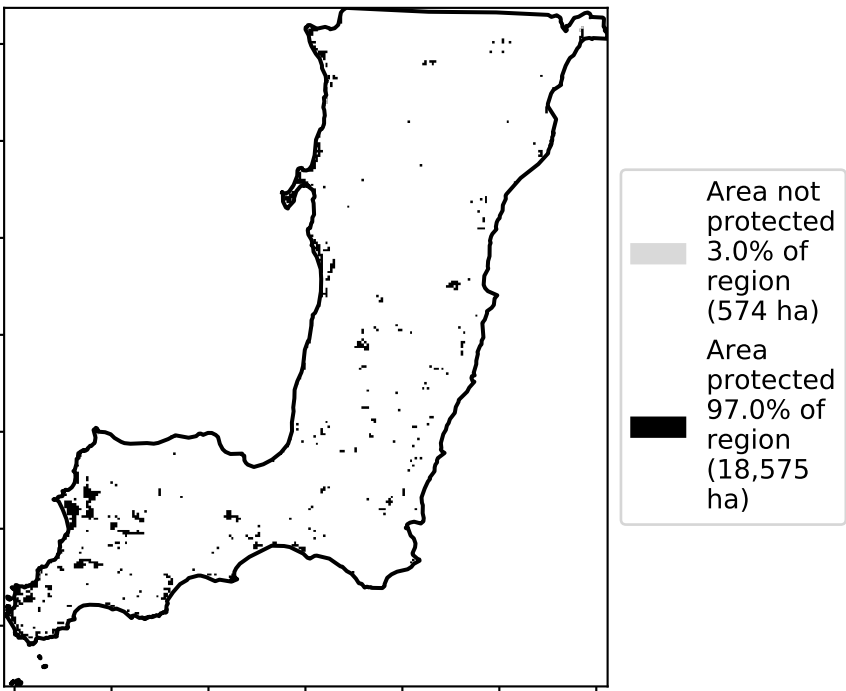 Area not
protected
3.0% of
region
(574 ha)
Area
protected
97.0% of
region
(18,575
ha)